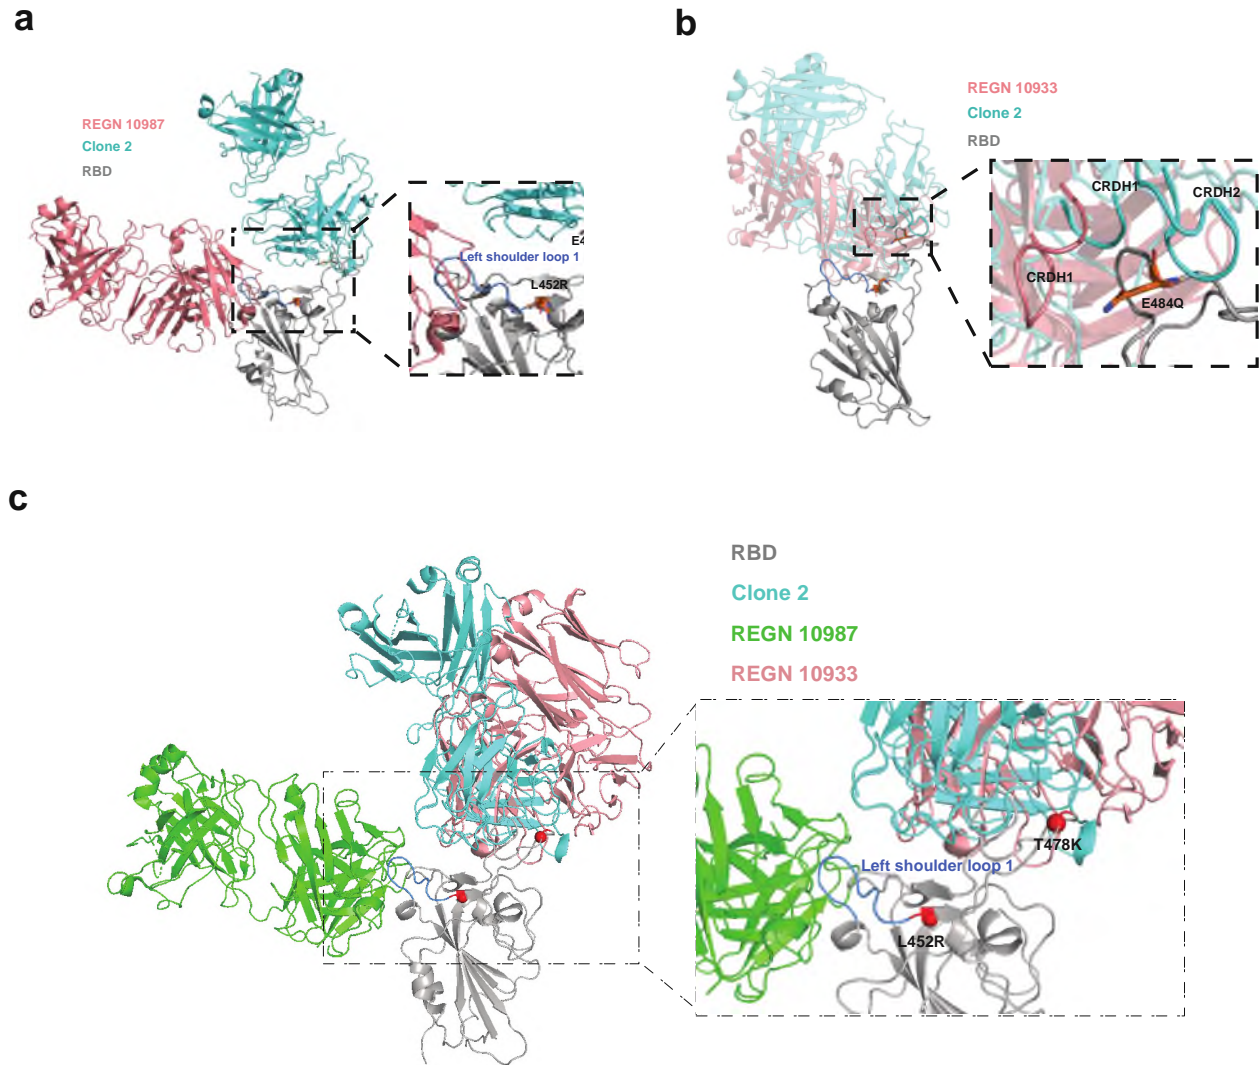 a
REGN 10987
Clone 2
RBD
E4
Left shoulder loop 1
L452R
b
REGN 10933
Clone 2
RBD
CRDH1
CRDH2
CRDH1
E484Q
c
RBD
Clone 2
REGN 10987
REGN 10933
T478K
Left shoulder loop 1
L452R